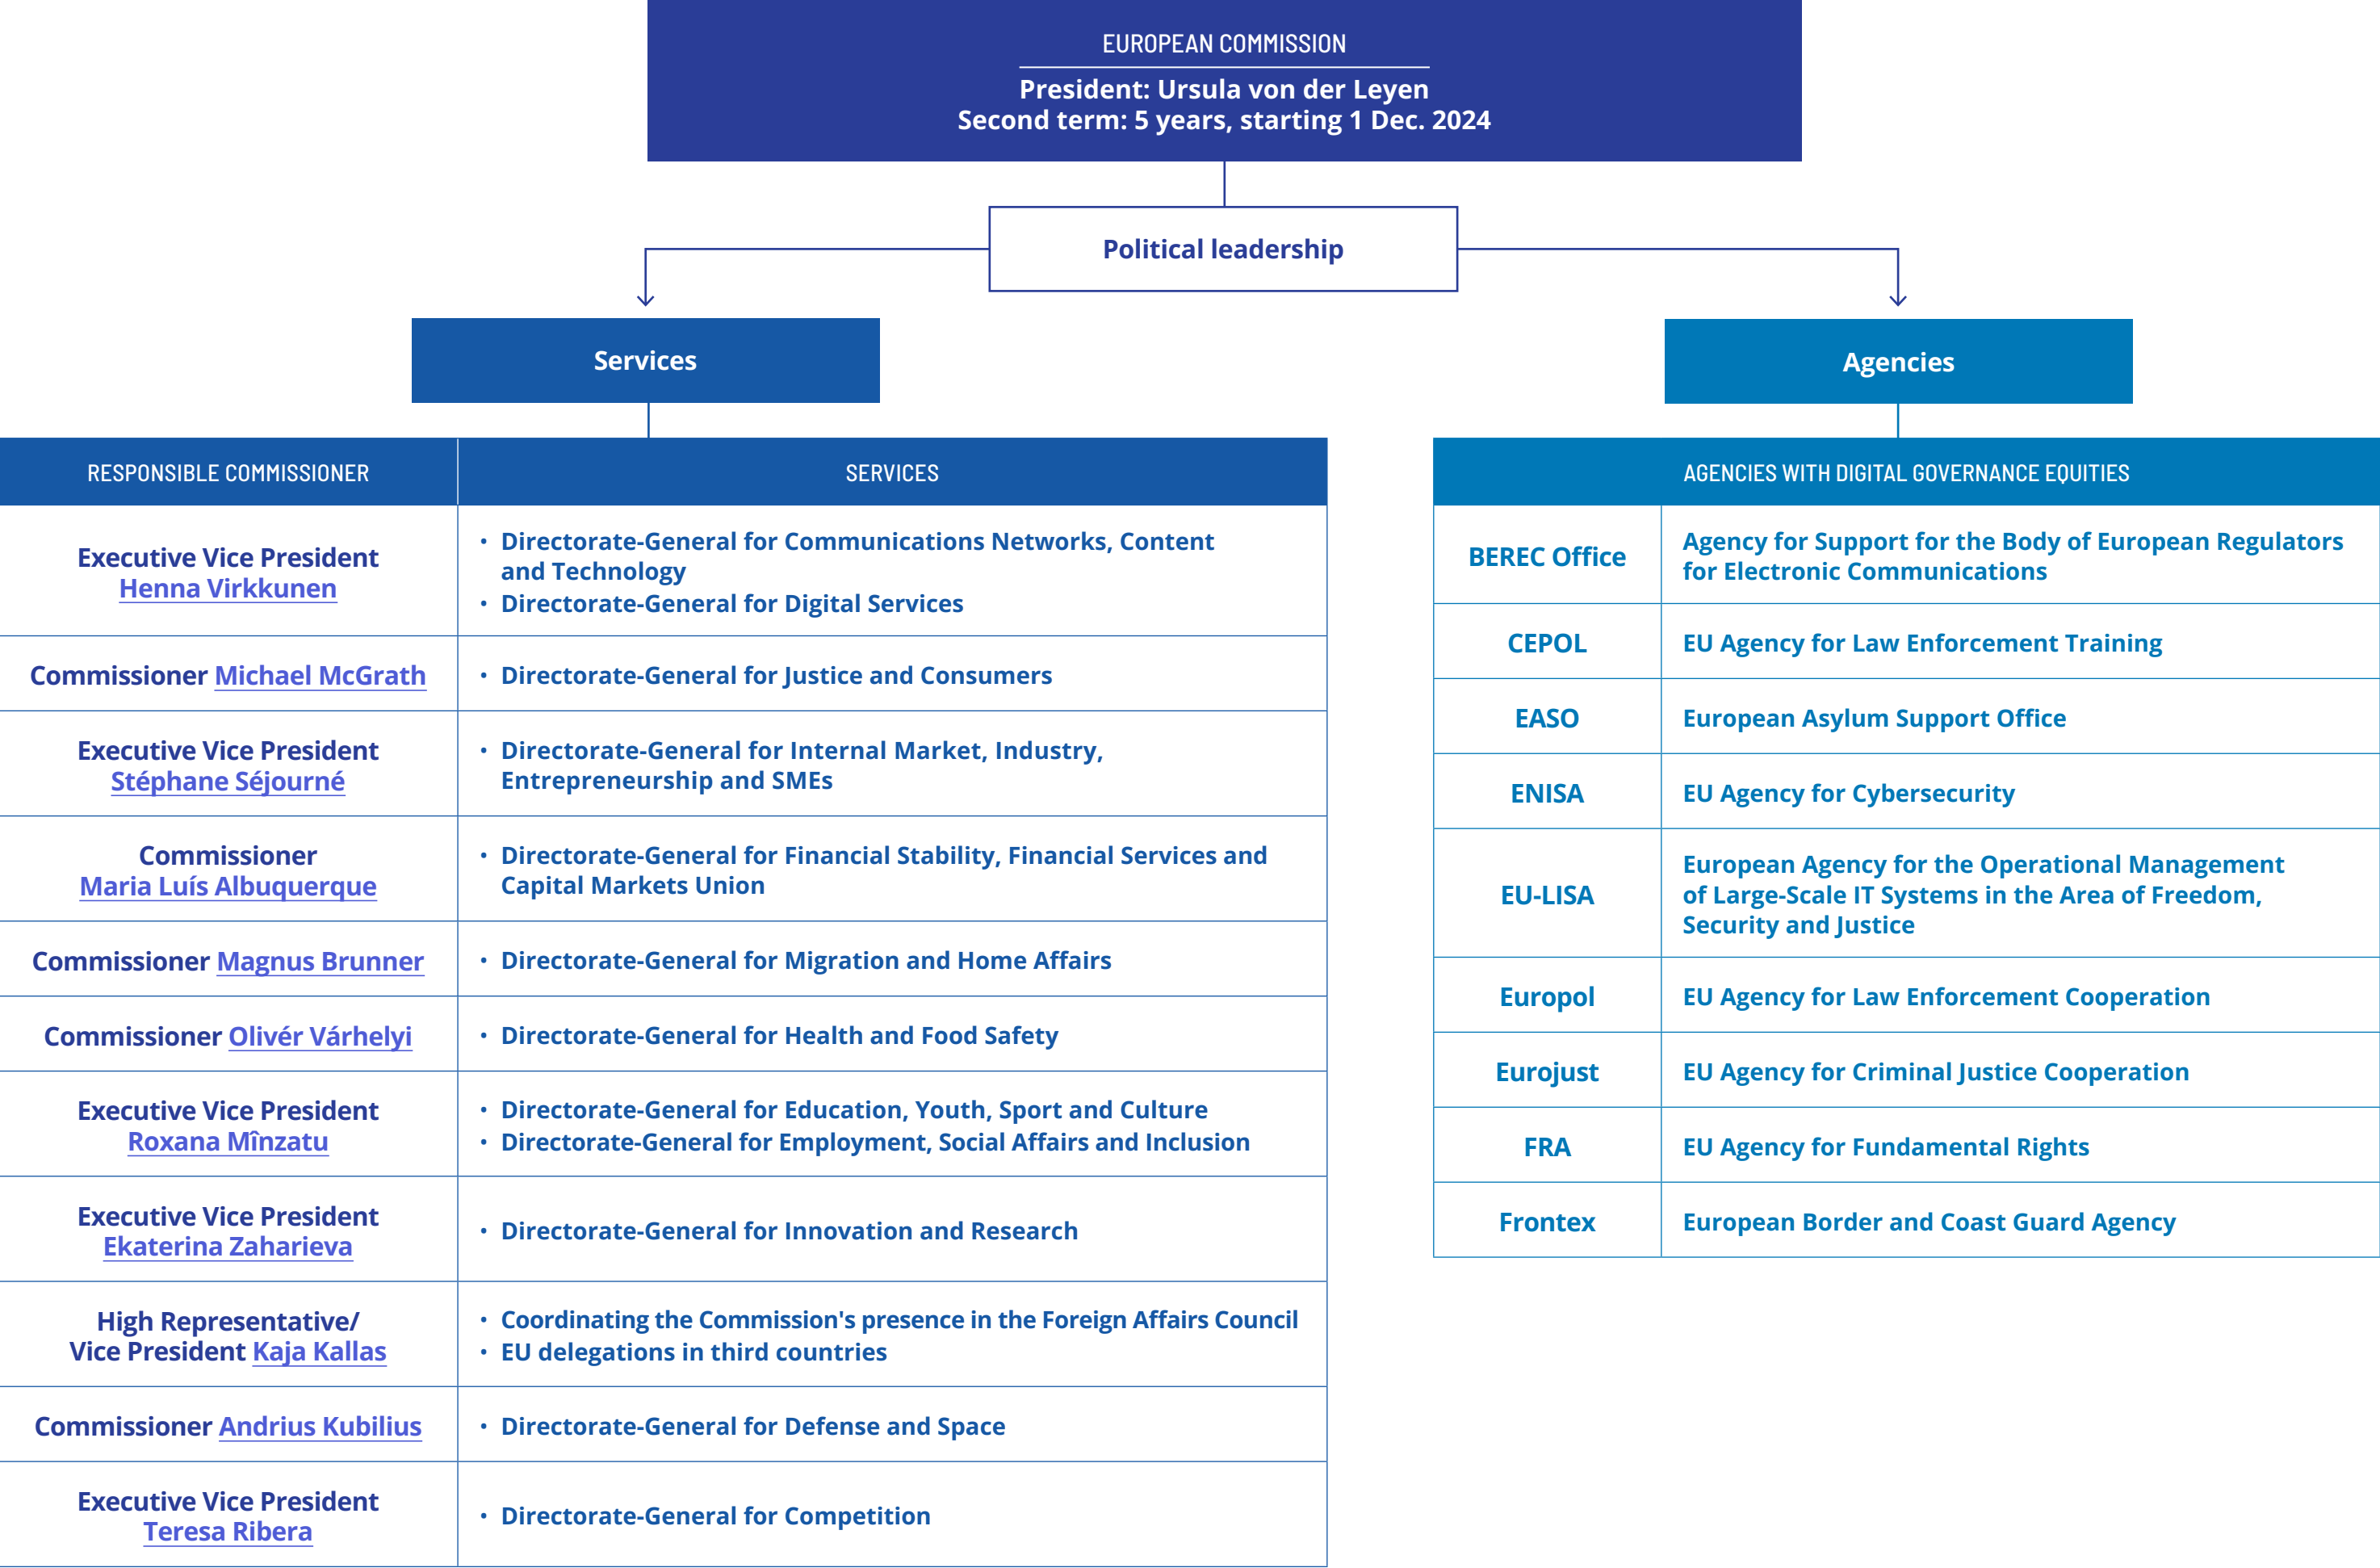 EUROPEAN COMMISSION
President: Ursula von der Leyen
Second term: 5 years, starting 1 Dec. 2024
Political leadership
Services
Agencies
RESPONSIBLE COMMISSIONER
SERVICES
Executive Vice President
Henna Virkkunen
• Directorate-General for Communications Networks, Content
and Technology
• Directorate-General for Digital Services
Commissioner Michael McGrath
• Directorate-General for Justice and Consumers
Executive Vice President
Stéphane Séjourné
• Directorate-General for Internal Market, Industry,
Entrepreneurship and SMEs
Commissioner
Maria Luís Albuquerque
• Directorate-General for Financial Stability, Financial Services and
Capital Markets Union
Commissioner Magnus Brunner
• Directorate-General for Migration and Home Affairs
Commissioner Olivér Várhelyi
• Directorate-General for Health and Food Safety
Executive Vice President
Roxana Mînzatu
• Directorate-General for Education, Youth, Sport and Culture
• Directorate-General for Employment, Social Affairs and Inclusion
Executive Vice President
Ekaterina Zaharieva
• Directorate-General for Innovation and Research
High Representative/
Vice President Kaja Kallas
• Coordinating the Commission's presence in the Foreign Affairs Council
• EU delegations in third countries
Commissioner Andrius Kubilius
• Directorate-General for Defense and Space
Executive Vice President
Teresa Ribera
• Directorate-General for Competition
AGENCIES WITH DIGITAL GOVERNANCE EQUITIES
BEREC Office
Agency for Support for the Body of European Regulators
for Electronic Communications
CEPOL
EU Agency for Law Enforcement Training
EASO
European Asylum Support Office
ENISA
EU Agency for Cybersecurity
EU-LISA
European Agency for the Operational Management
of Large-Scale IT Systems in the Area of Freedom,
Security and Justice
Europol
EU Agency for Law Enforcement Cooperation
Eurojust
EU Agency for Criminal Justice Cooperation
FRA
EU Agency for Fundamental Rights
Frontex
European Border and Coast Guard Agency